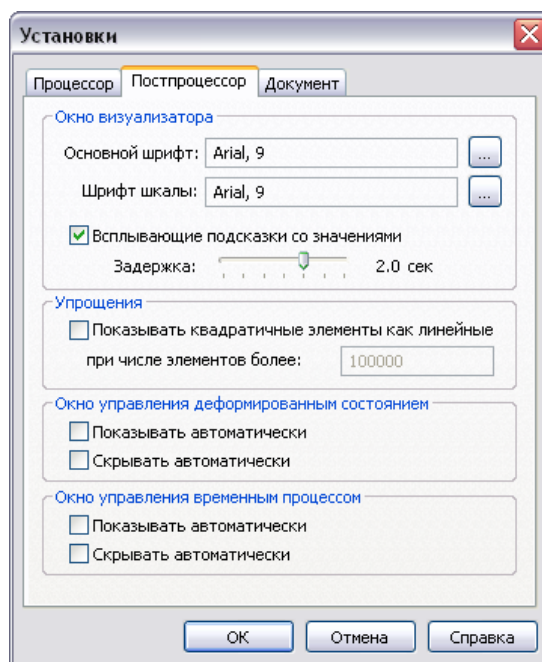 Установки
Процессор Постпроцессор Документ
Окно визуализатора
Основной шрифт: Arial, 9 ...
Шрифт шкалы: Arial, 9 ...
Всплывающие подсказки со значениями
Задержка: 2.0 сек
Упрощения
Показывать квадратичные элементы как линейные
при числе элементов более: 100000
Окно управления деформированным состоянием
Показывать автоматически
Скрывать автоматически
Окно управления временным процессом
Показывать автоматически
Скрывать автоматически
ОК Отмена Справка